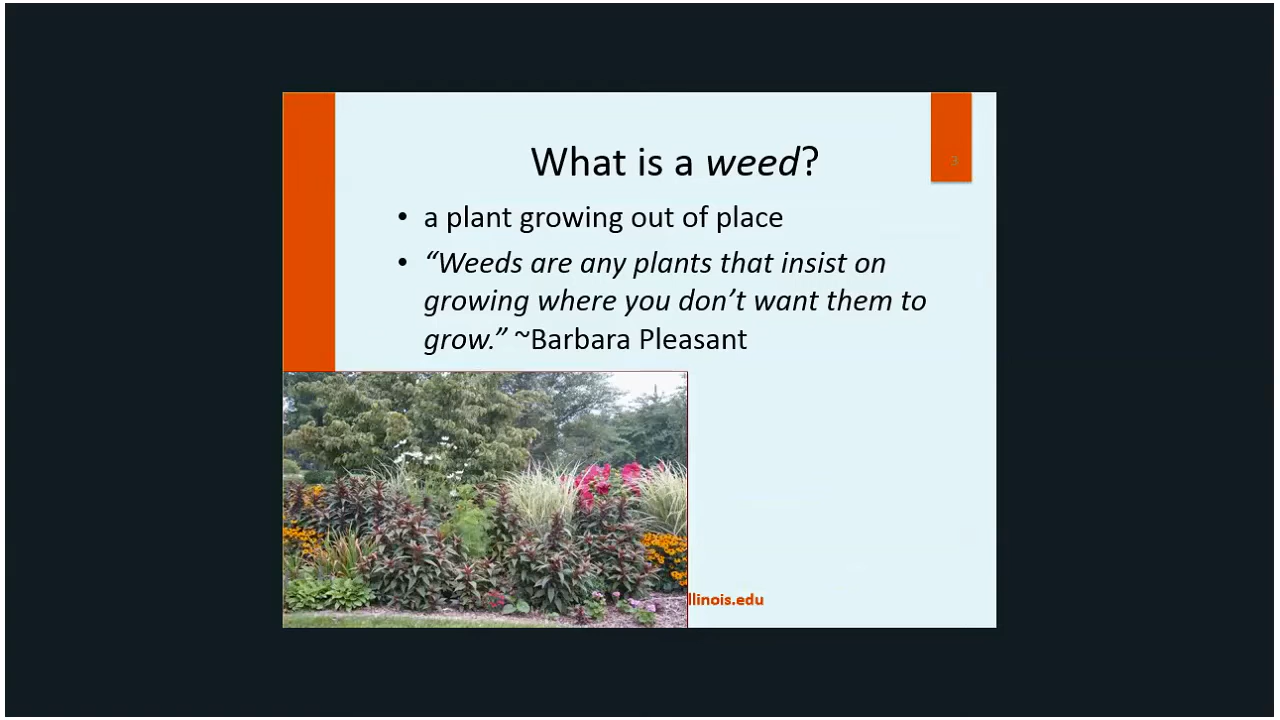 3
What is a weed?
• a plant growing out of place
• “Weeds are any plants that insist on
growing where you don’t want them to
grow.” ~Barbara Pleasant
llinois.edu